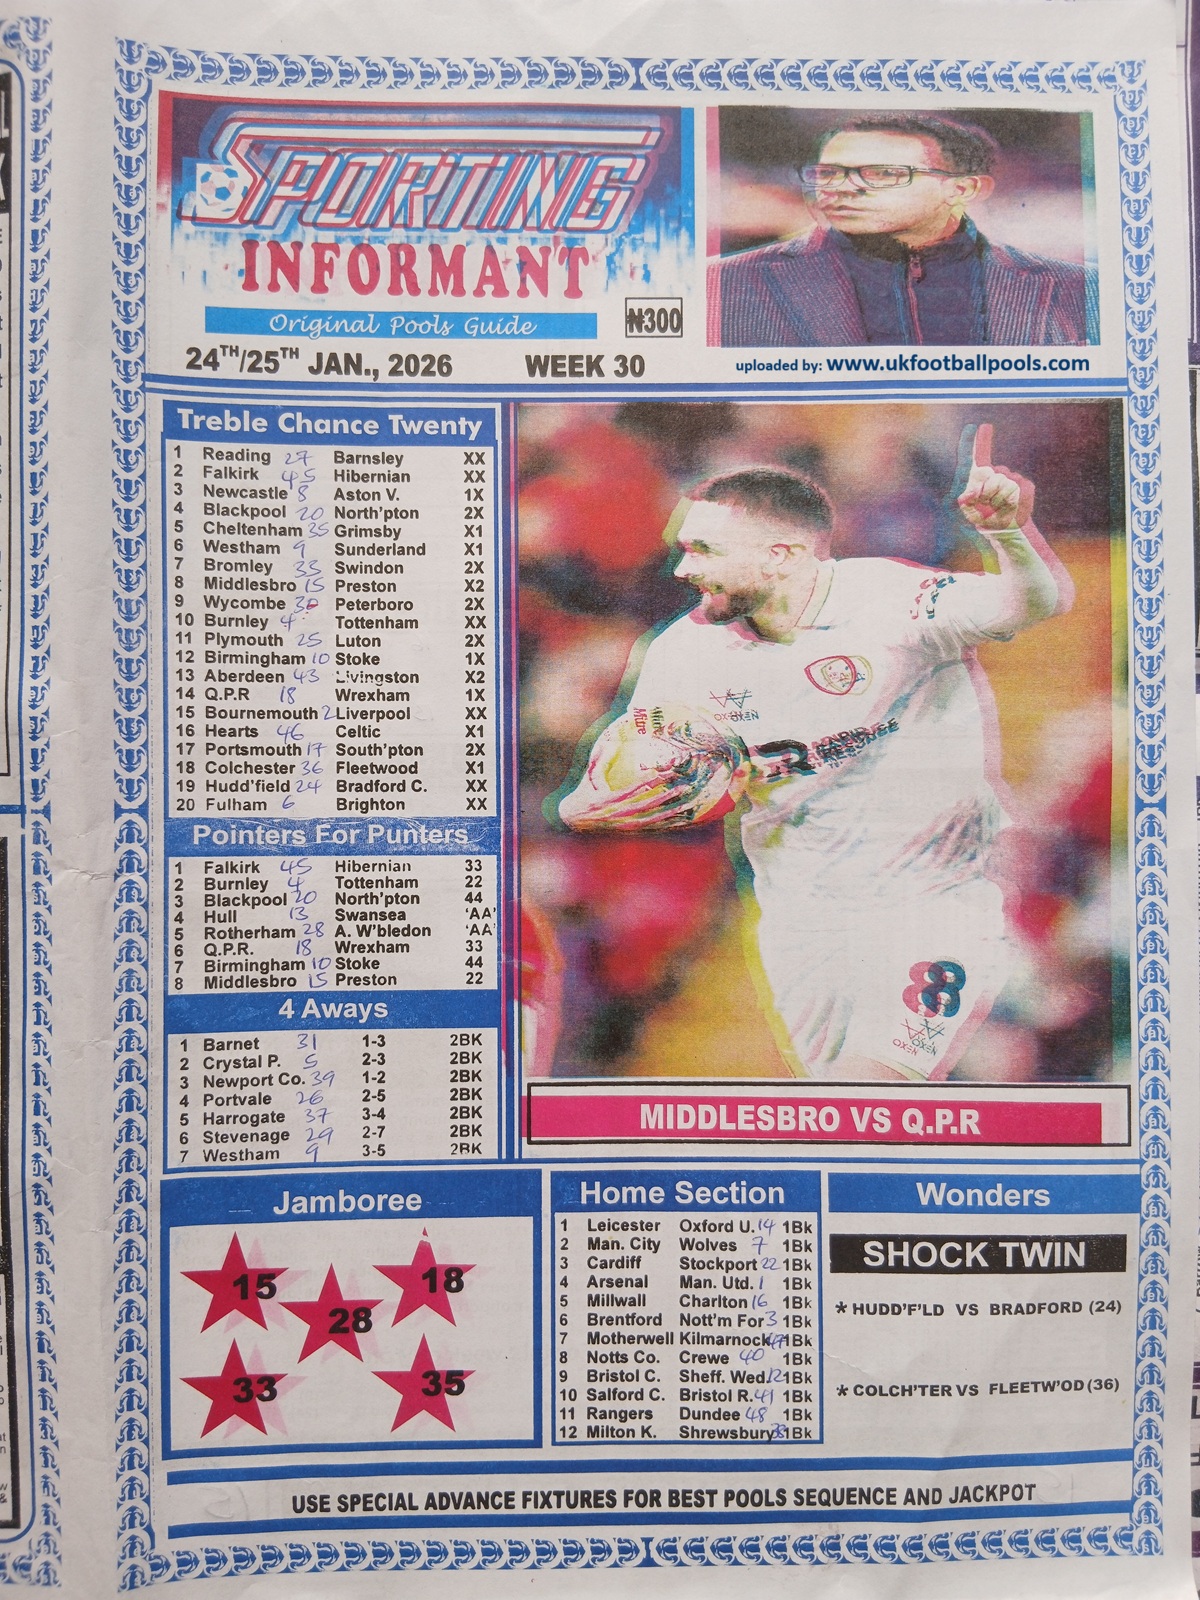 SPORTING
INFORMANT
Original Pools Guide
₦300
24TH/25TH JAN., 2026 WEEK 30
uploaded by: www.ukfootballpools.com
Treble Chance Twenty
1 Reading 27 Barnsley XX
2 Falkirk 45 Hibernian XX
3 Newcastle 8 Aston V. 1X
4 Blackpool 20 North'pton 2X
5 Cheltenham 35 Grimsby X1
6 Westham 9 Sunderland X1
7 Bromley 33 Swindon 2X
8 Middlesbro 15 Preston X2
9 Wycombe 30 Peterboro 2X
10 Burnley 4 Tottenham XX
11 Plymouth 25 Luton 2X
12 Birmingham 10 Stoke 1X
13 Aberdeen 43 Livingston X2
14 Q.P.R 18 Wrexham 1X
15 Bournemouth 2 Liverpool XX
16 Hearts 46 Celtic X1
17 Portsmouth 17 South'pton 2X
18 Colchester 36 Fleetwood X1
19 Hudd'field 24 Bradford C. XX
20 Fulham 6 Brighton XX
Pointers For Punters
1 Falkirk 45 Hibernian 33
2 Burnley 4 Tottenham 22
3 Blackpool 20 North'pton 44
4 Hull 13 Swansea 'AA'
5 Rotherham 28 A. W'bledon 'AA'
6 Q.P.R. 18 Wrexham 33
7 Birmingham 10 Stoke 44
8 Middlesbro 15 Preston 22
4 Aways
1 Barnet 31 1-3 2BK
2 Crystal P. 5 2-3 2BK
3 Newport Co. 39 1-2 2BK
4 Portvale 26 2-5 2BK
5 Harrogate 37 3-4 2BK
6 Stevenage 29 2-7 2BK
7 Westham 9 3-5 2BK
Mitre
OXEN
8
OXEN
MIDDLESBRO VS Q.P.R
Jamboree
15 18
28
33 35
Home Section
1 Leicester Oxford U. 14 1Bk
2 Man. City Wolves 7 1Bk
3 Cardiff Stockport 22 1Bk
4 Arsenal Man. Utd. 1 1Bk
5 Millwall Charlton 16 1Bk
6 Brentford Nott'm For 3 1Bk
7 Motherwell Kilmarnock 47 1Bk
8 Notts Co. Crewe 40 1Bk
9 Bristol C. Sheff. Wed. 12 1Bk
10 Salford C. Bristol R. 41 1Bk
11 Rangers Dundee 48 1Bk
12 Milton K. Shrewsbury 38 1Bk
Wonders
SHOCK TWIN
* HUDD'F'LD VS BRADFORD (24)
* COLCH'TER VS FLEETW'OD (36)
USE SPECIAL ADVANCE FIXTURES FOR BEST POOLS SEQUENCE AND JACKPOT